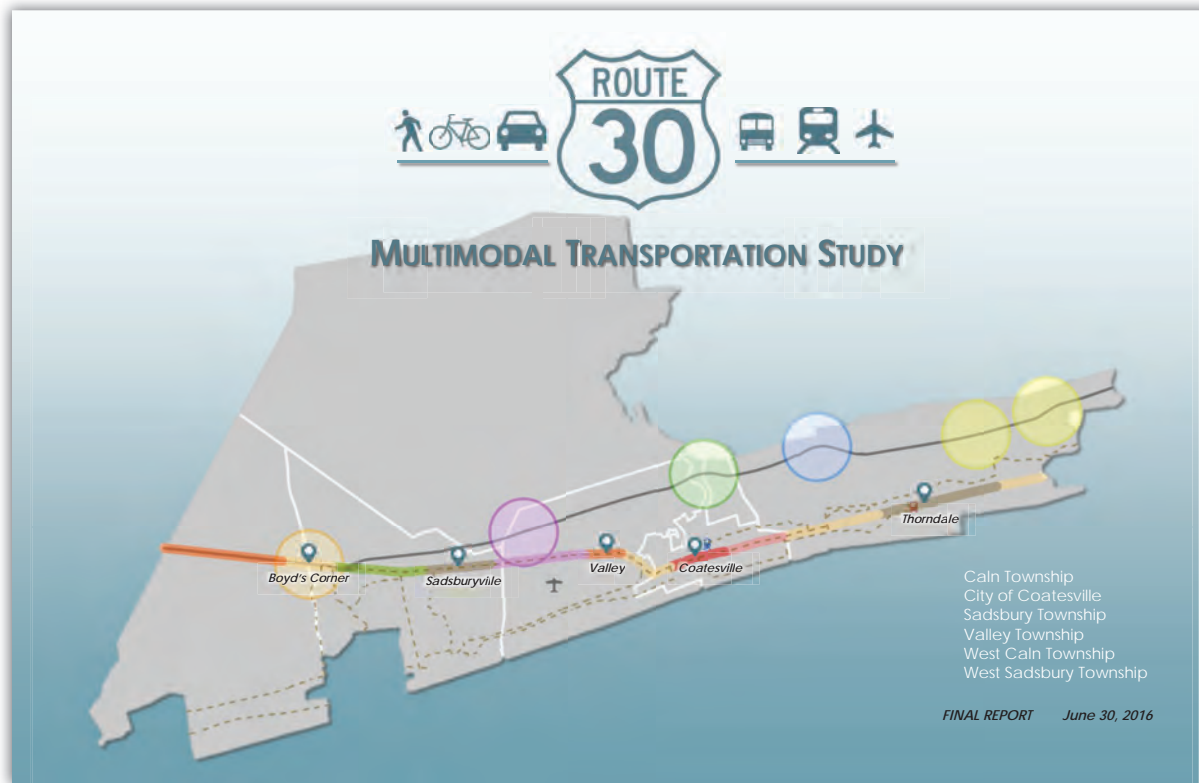 ROUTE
30
MULTIMODAL TRANSPORTATION STUDY
Boyd's Corner
Sadsburyville
Valley
Coatesville
Thorndale
Caln Township
City of Coatesville
Sadsbury Township
Valley Township
West Caln Township
West Sadsbury Township
FINAL REPORT June 30, 2016